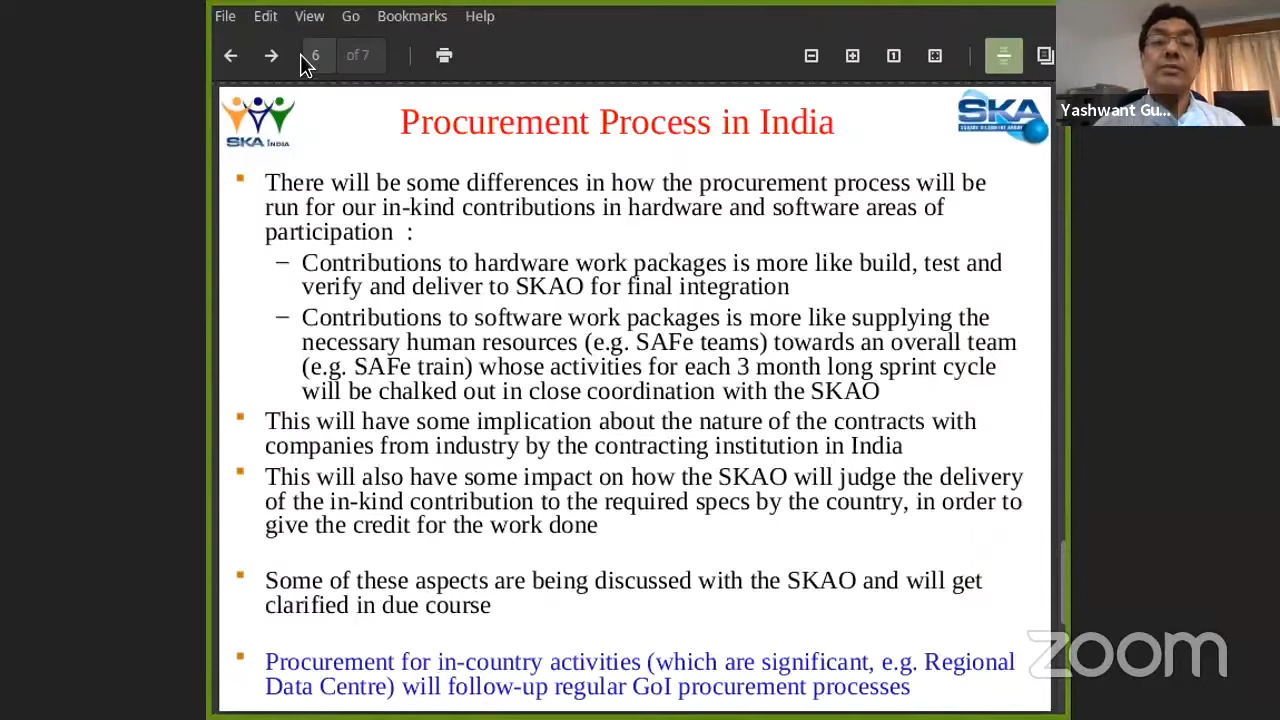 File Edit View Go Bookmarks Help
6 of 7
Yashwant Gu...
SKA INDIA
Procurement Process in India
SKA
SQUARE KILOMETRE ARRAY
There will be some differences in how the procurement process will be
run for our in-kind contributions in hardware and software areas of
participation :
– Contributions to hardware work packages is more like build, test and
verify and deliver to SKAO for final integration
– Contributions to software work packages is more like supplying the
necessary human resources (e.g. SAFe teams) towards an overall team
(e.g. SAFe train) whose activities for each 3 month long sprint cycle
will be chalked out in close coordination with the SKAO
This will have some implication about the nature of the contracts with
companies from industry by the contracting institution in India
This will also have some impact on how the SKAO will judge the delivery
of the in-kind contribution to the required specs by the country, in order to
give the credit for the work done
Some of these aspects are being discussed with the SKAO and will get
clarified in due course
Procurement for in-country activities (which are significant, e.g. Regional
Data Centre) will follow-up regular GoI procurement processes
zoom